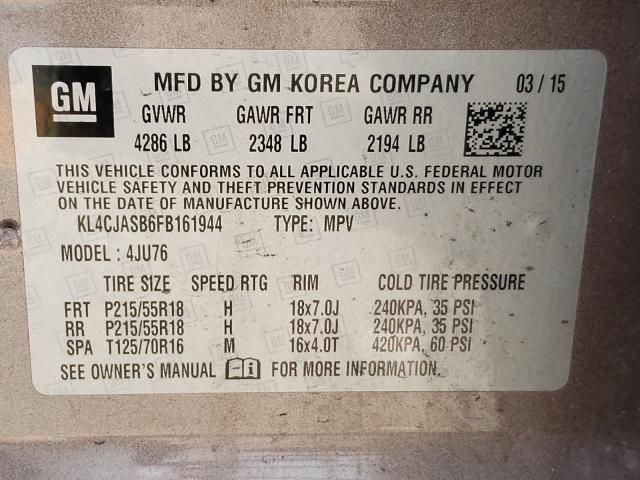 GM
MFD BY GM KOREA COMPANY 03 / 15
GVWR GAWR FRT GAWR RR
4286 LB 2348 LB 2194 LB
THIS VEHICLE CONFORMS TO ALL APPLICABLE U.S. FEDERAL MOTOR
VEHICLE SAFETY AND THEFT PREVENTION STANDARDS IN EFFECT
ON THE DATE OF MANUFACTURE SHOWN ABOVE.
KL4CJASB6FB161944 TYPE: MPV
MODEL : 4JU76
TIRE SIZE SPEED RTG RIM COLD TIRE PRESSURE
FRT P215/55R18 H 18x7.0J 240KPA, 35 PSI
RR P215/55R18 H 18x7.0J 240KPA, 35 PSI
SPA T125/70R16 M 16x4.0T 420KPA, 60 PSI
SEE OWNER'S MANUAL FOR MORE INFORMATION.